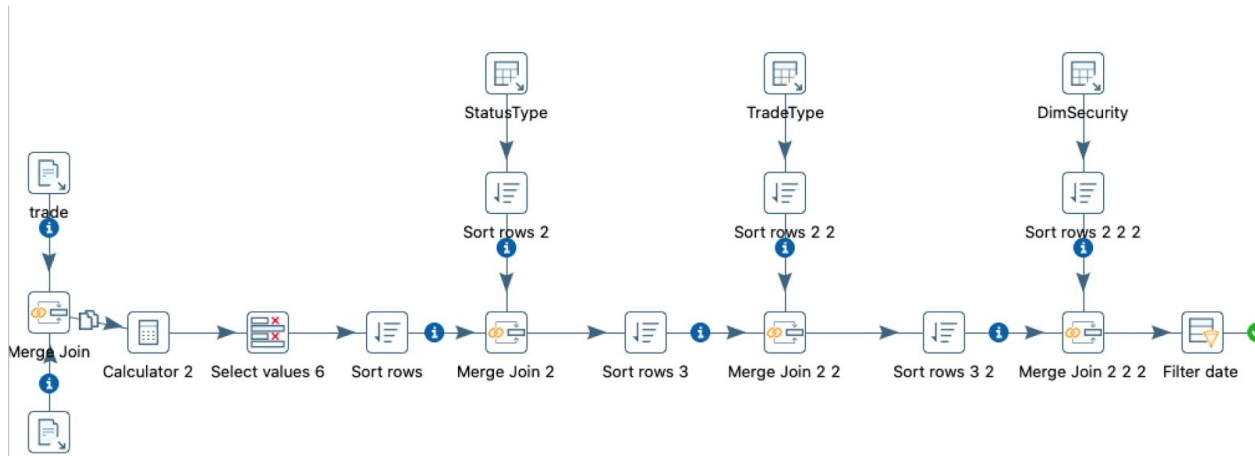 StatusType
TradeType
DimSecurity
trade
Sort rows 2
Sort rows 2 2
Sort rows 2 2 2
Merge Join
Calculator 2
Select values 6
Sort rows
Merge Join 2
Sort rows 3
Merge Join 2 2
Sort rows 3 2
Merge Join 2 2 2
Filter date